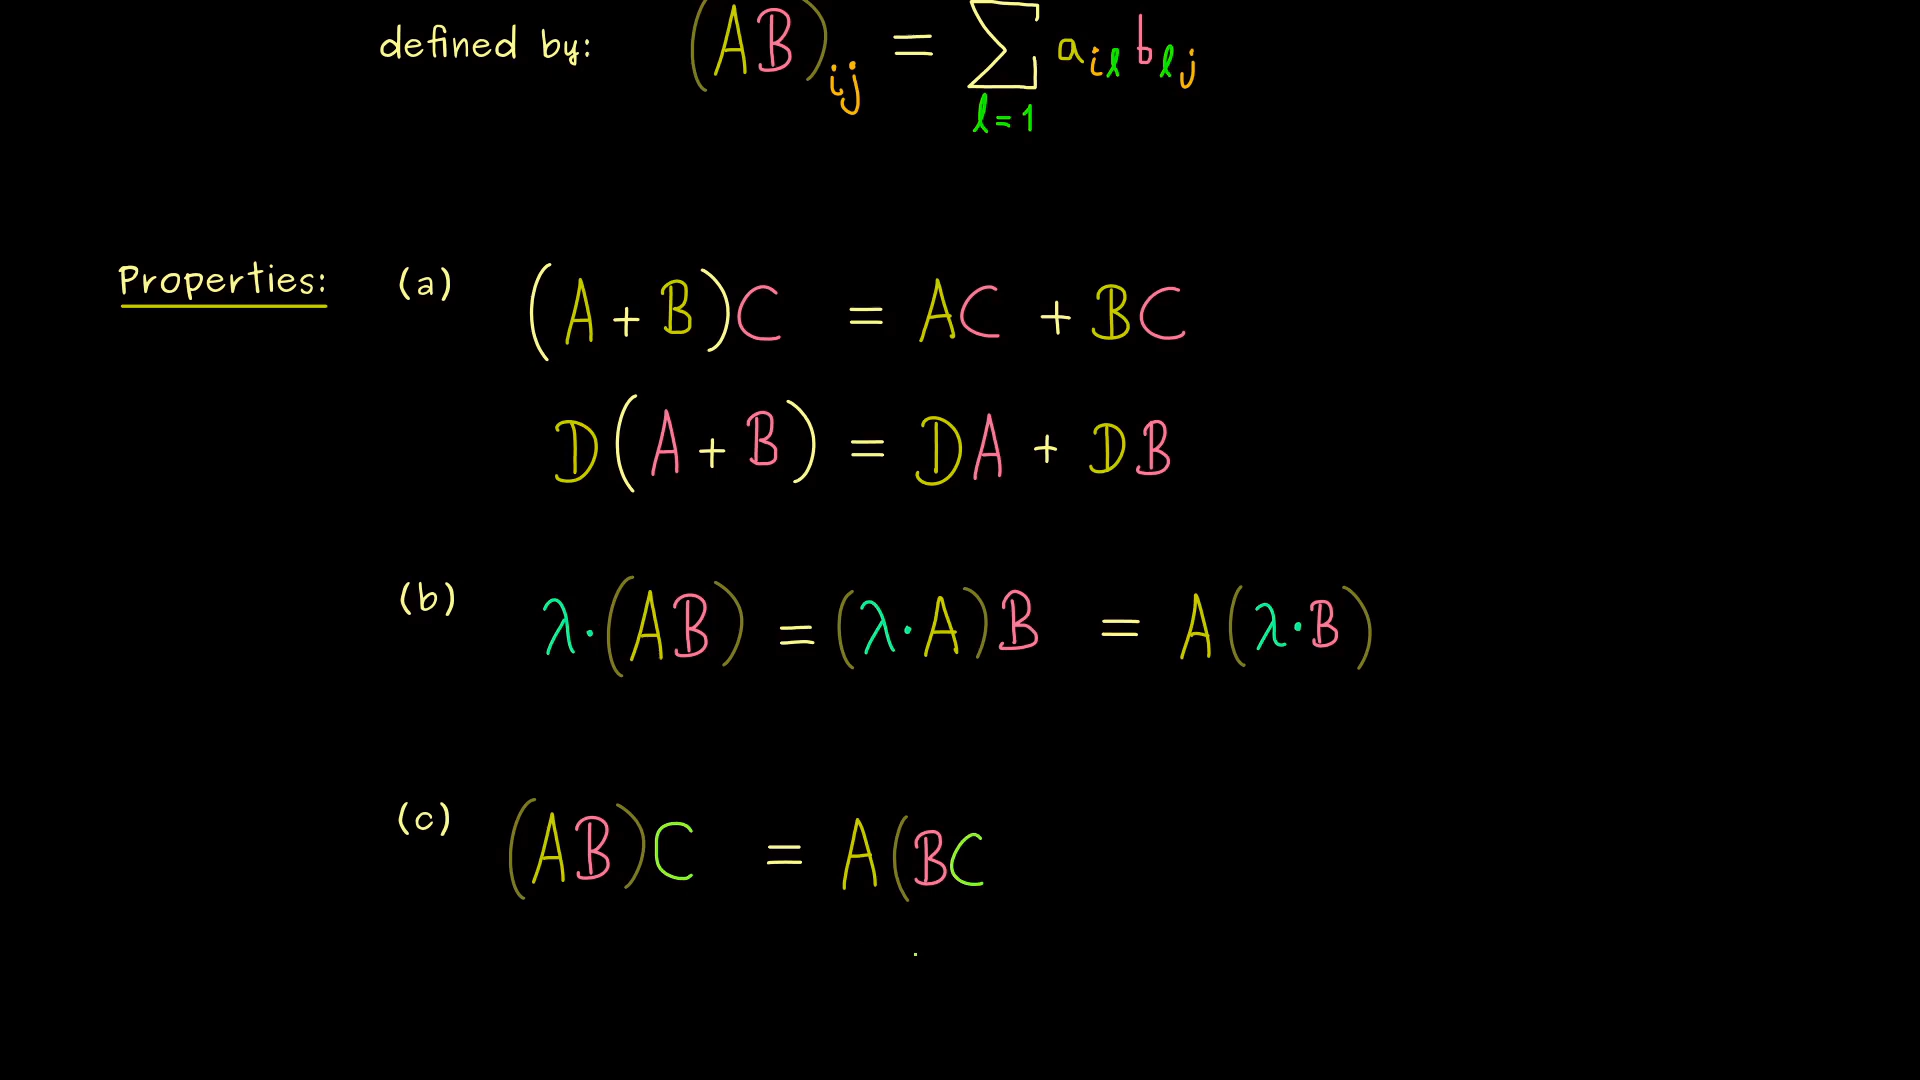 defined by: (AB)ij = ∑ aiℓ bℓj
ℓ=1
Properties: (a) (A + B)C = AC + BC
D(A + B) = DA + DB
(b) λ·(AB) = (λ·A)B = A(λ·B)
(c) (AB)C = A(BC